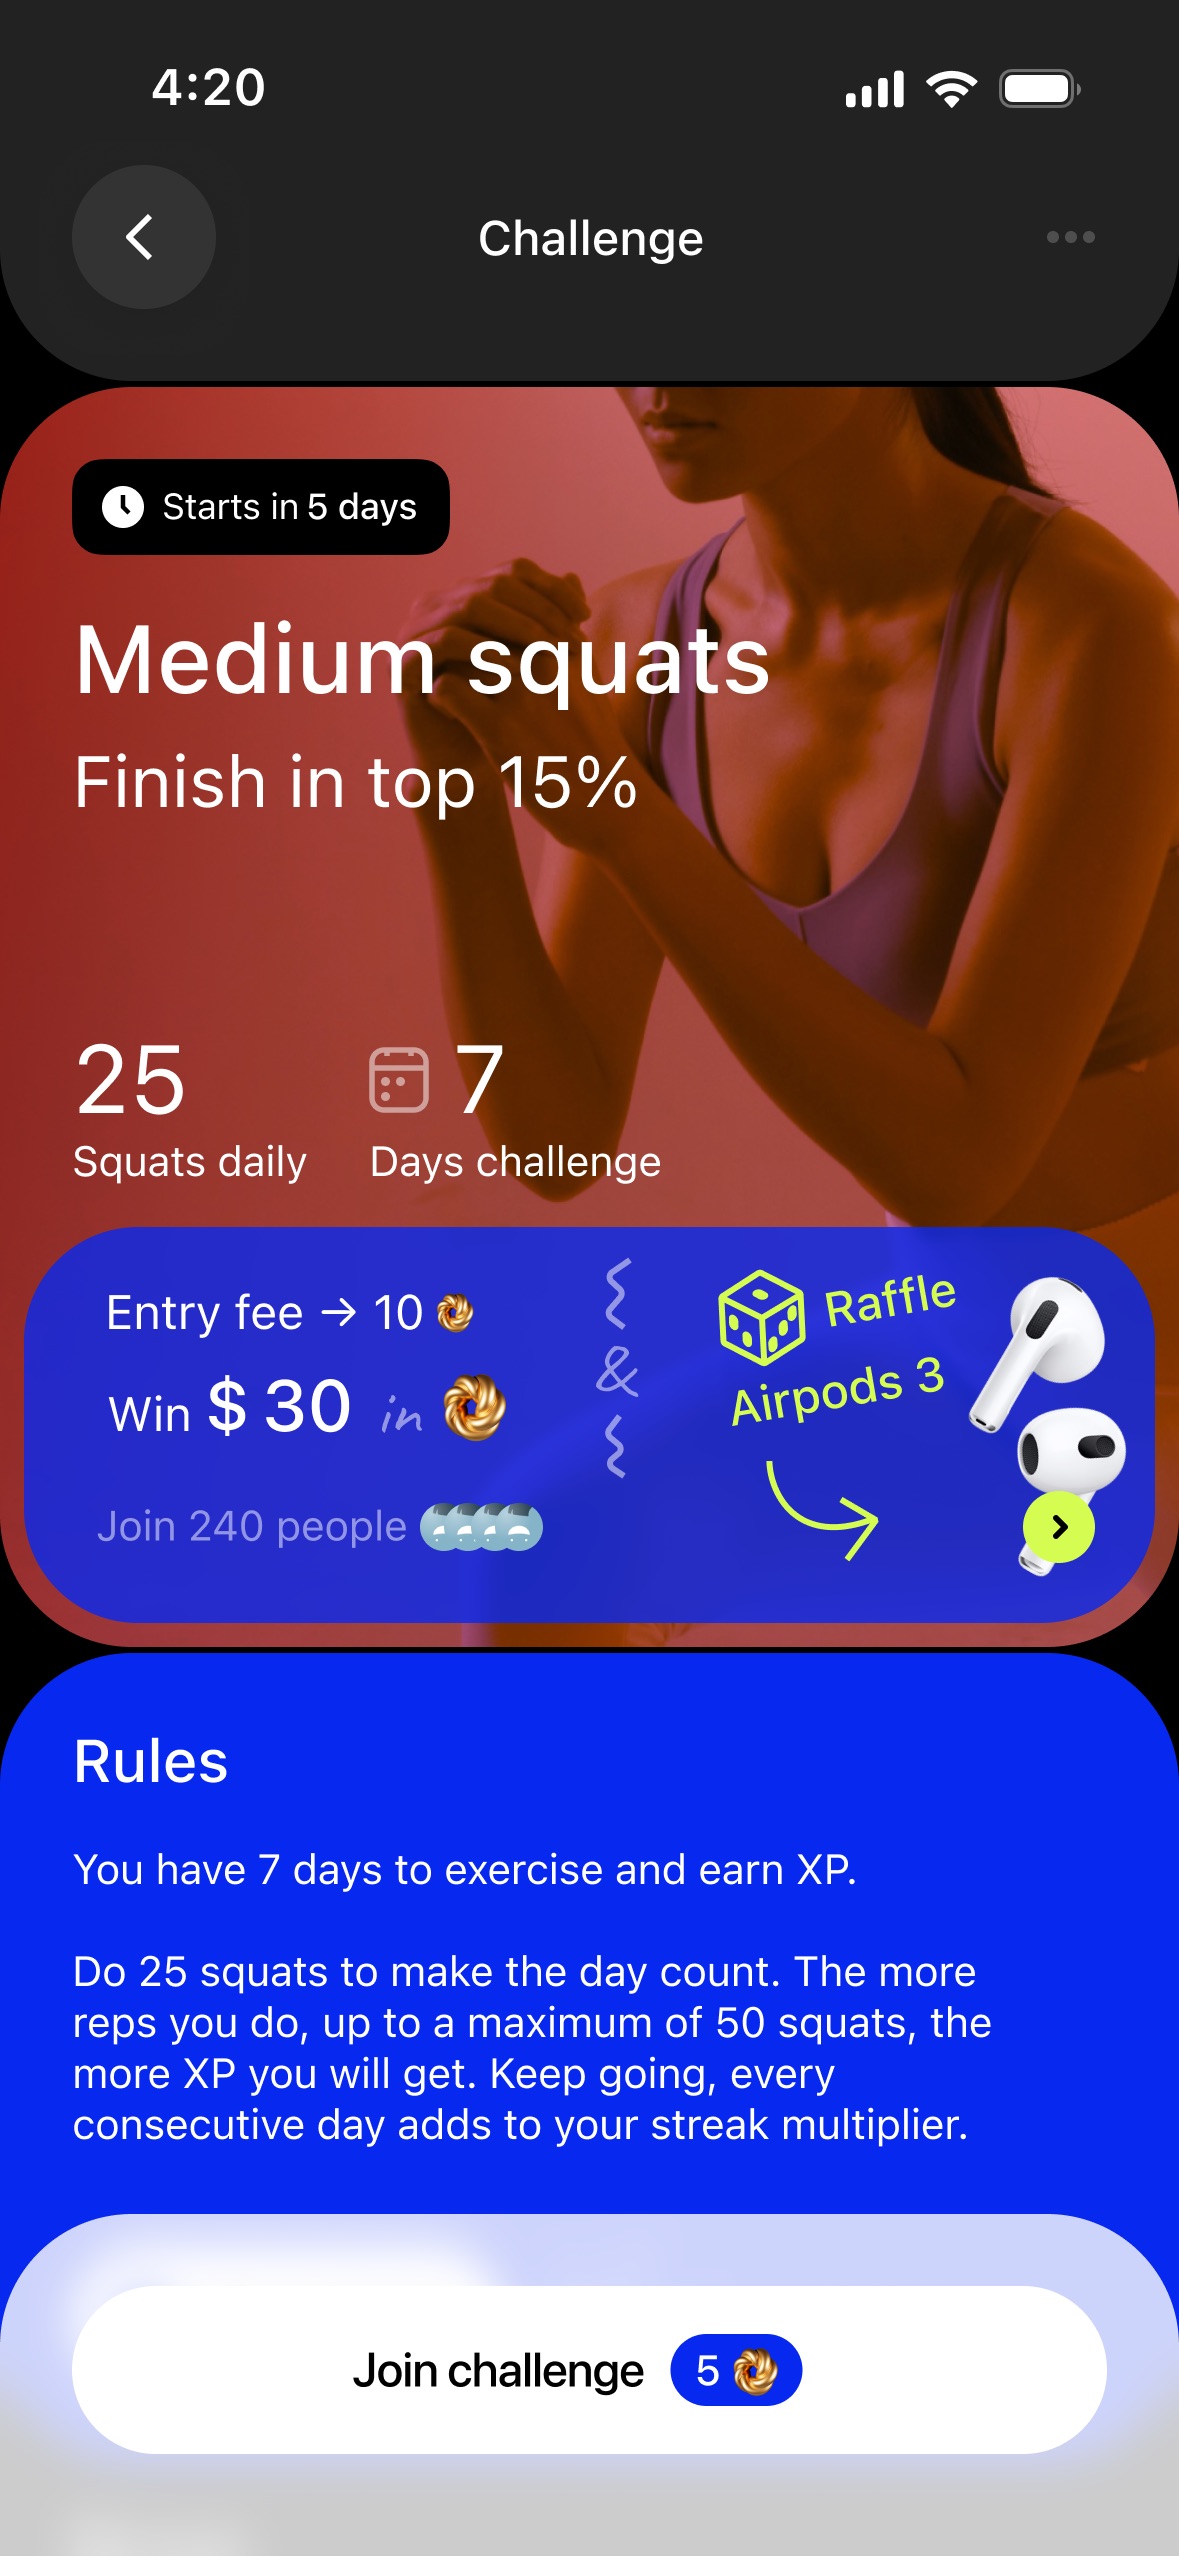 4:20
Challenge
Starts in 5 days
Medium squats
Finish in top 15%
25
Squats daily
7
Days challenge
Entry fee → 10
Win $ 30 in
Join 240 people
&
Raffle
Airpods 3
Rules
You have 7 days to exercise and earn XP.
Do 25 squats to make the day count. The more
reps you do, up to a maximum of 50 squats, the
more XP you will get. Keep going, every
consecutive day adds to your streak multiplier.
Join challenge 5